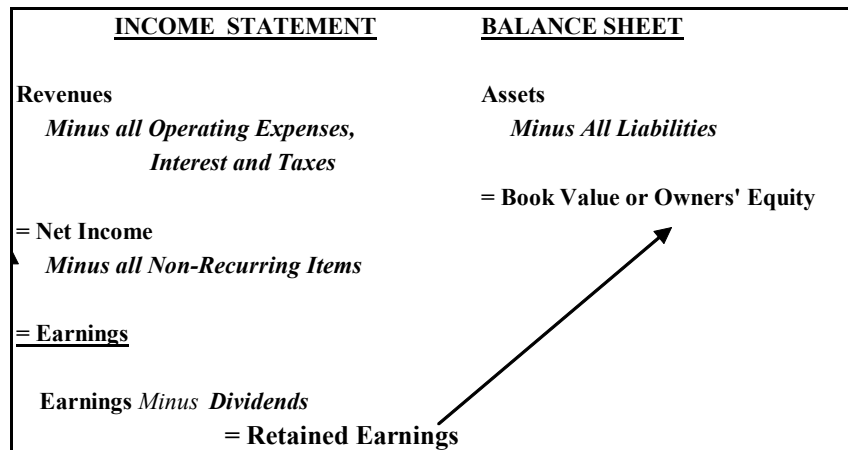 INCOME STATEMENT
Revenues
Minus all Operating Expenses,
Interest and Taxes
= Net Income
Minus all Non-Recurring Items
= Earnings
Earnings Minus Dividends
= Retained Earnings
BALANCE SHEET
Assets
Minus All Liabilities
= Book Value or Owners' Equity